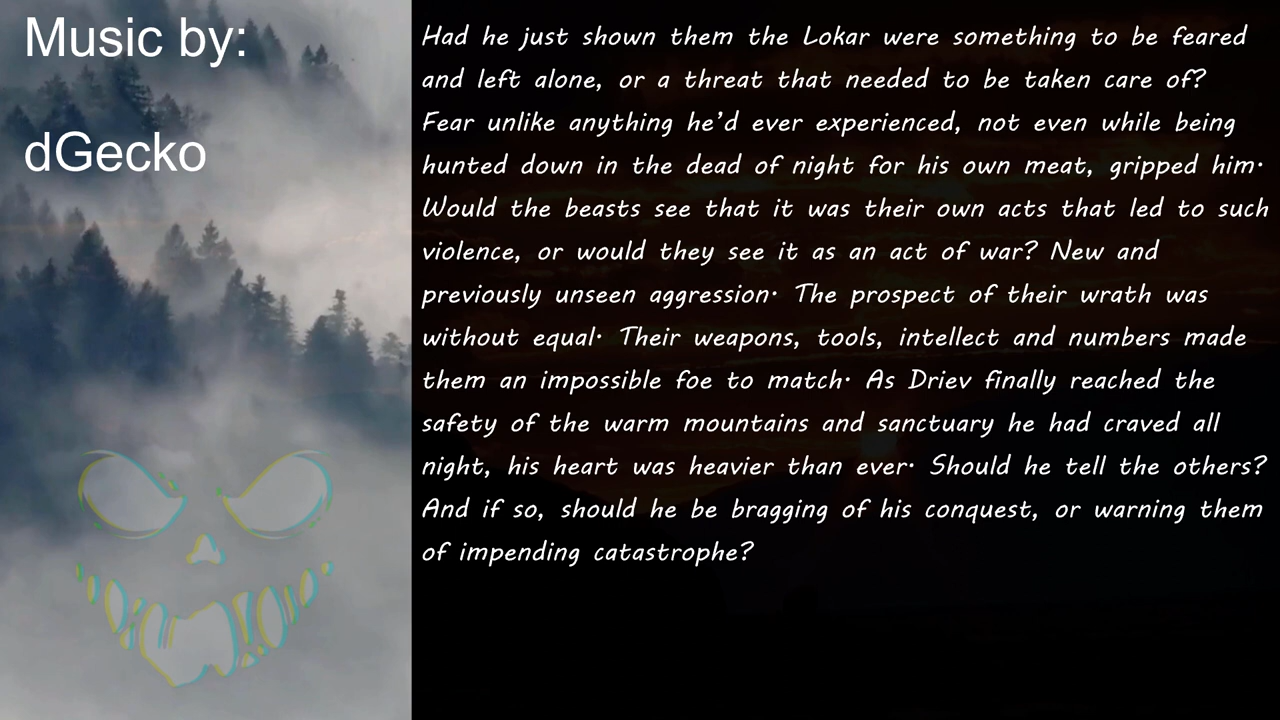 Music by:
dGecko
Had he just shown them the Lokar were something to be feared
and left alone, or a threat that needed to be taken care of?
Fear unlike anything he’d ever experienced, not even while being
hunted down in the dead of night for his own meat, gripped him.
Would the beasts see that it was their own acts that led to such
violence, or would they see it as an act of war? New and
previously unseen aggression. The prospect of their wrath was
without equal. Their weapons, tools, intellect and numbers made
them an impossible foe to match. As Driev finally reached the
safety of the warm mountains and sanctuary he had craved all
night, his heart was heavier than ever. Should he tell the others?
And if so, should he be bragging of his conquest, or warning them
of impending catastrophe?